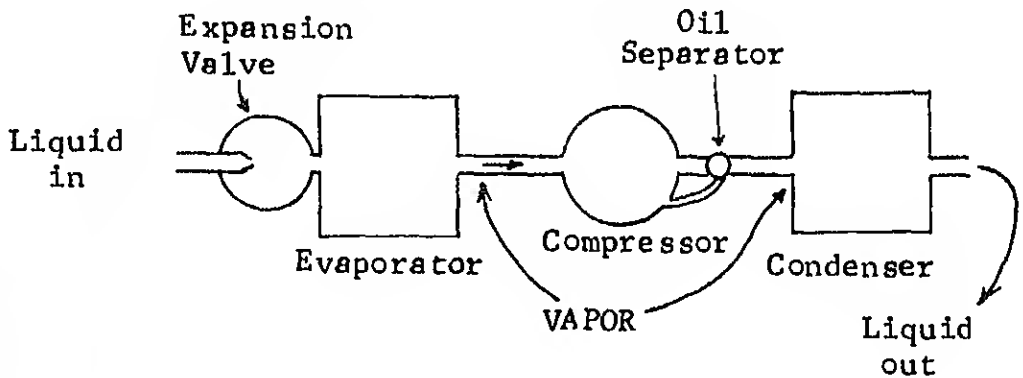 Expansion
Valve
Oil
Separator
Liquid
in
Evaporator
Compressor
Condenser
VAPOR
Liquid
out